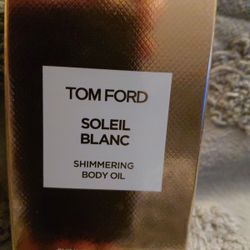 TOM FORD
SOLEIL
BLANC
SHIMMERING
BODY OIL